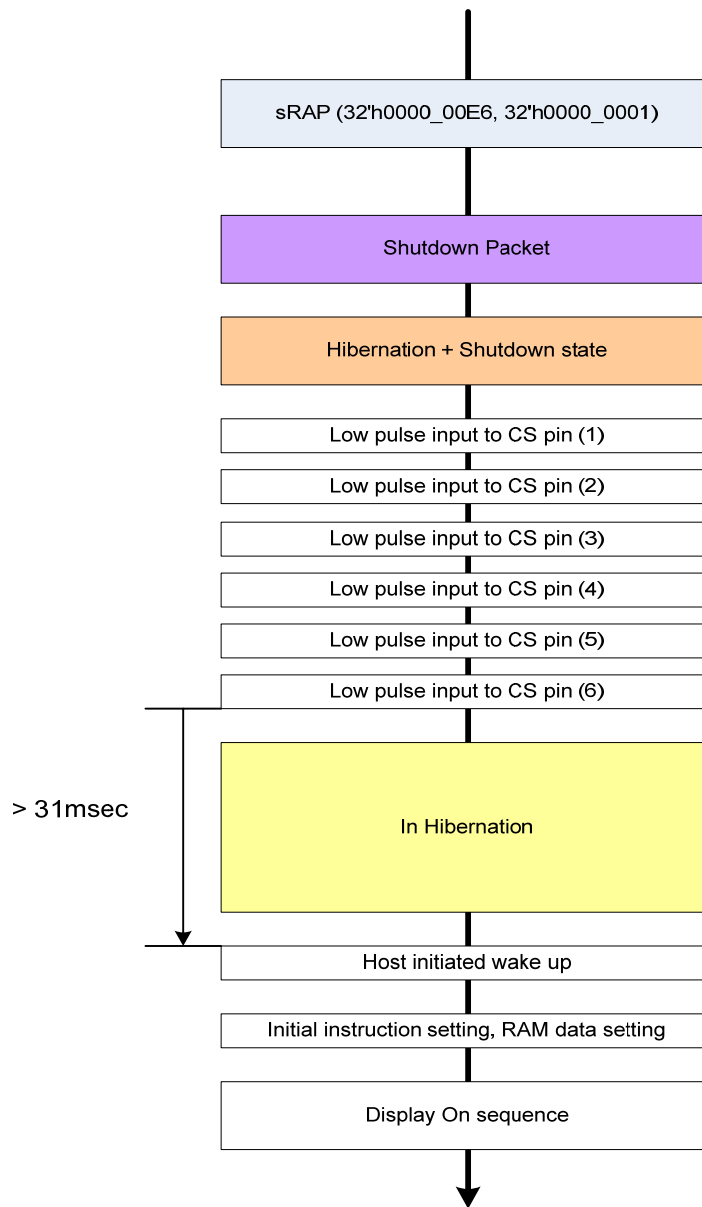 sRAP (32'h0000_00E6, 32'h0000_0001)
Shutdown Packet
Hibernation + Shutdown state
Low pulse input to CS pin (1)
Low pulse input to CS pin (2)
Low pulse input to CS pin (3)
Low pulse input to CS pin (4)
Low pulse input to CS pin (5)
Low pulse input to CS pin (6)
> 31msec
In Hibernation
Host initiated wake up
Initial instruction setting, RAM data setting
Display On sequence